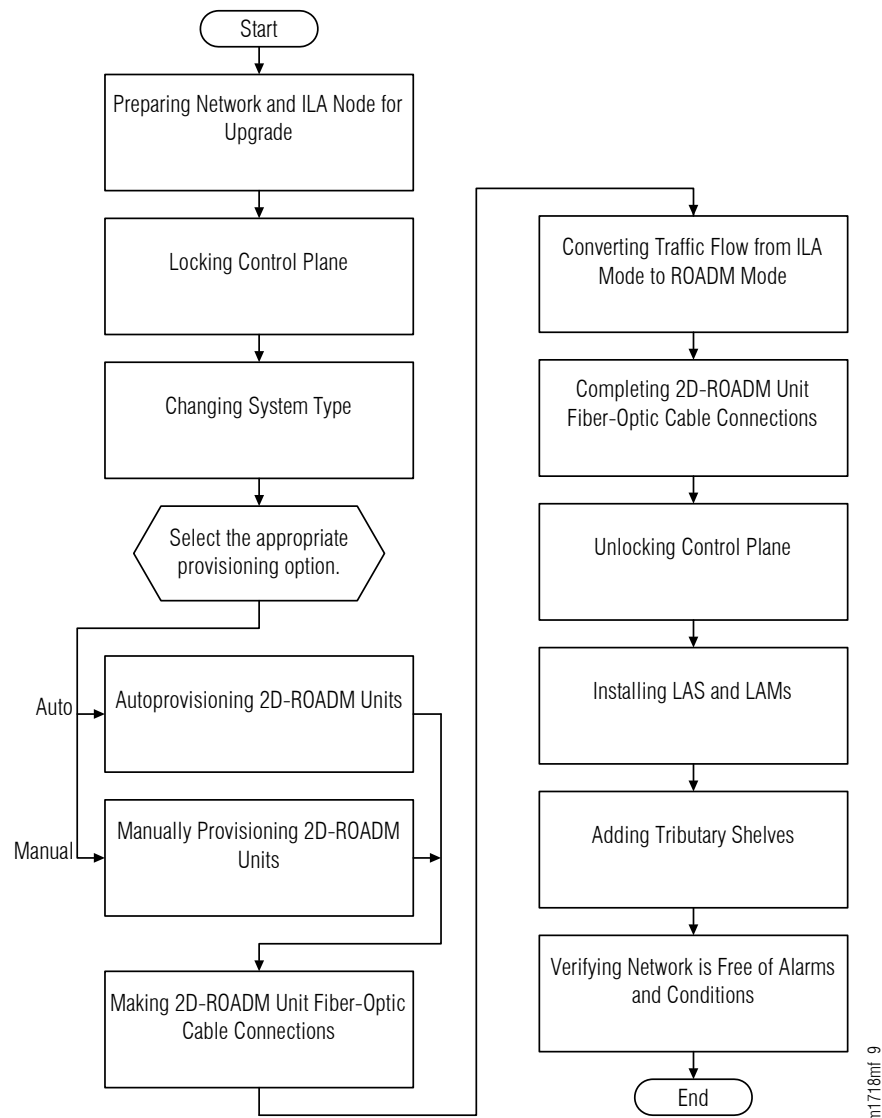 Start
Preparing Network and ILA Node for
Upgrade
Locking Control Plane
Changing System Type
Select the appropriate
provisioning option.
Auto
Autoprovisioning 2D-ROADM Units
Manual
Manually Provisioning 2D-ROADM
Units
Making 2D-ROADM Unit Fiber-Optic
Cable Connections
Converting Traffic Flow from ILA
Mode to ROADM Mode
Completing 2D-ROADM Unit
Fiber-Optic Cable Connections
Unlocking Control Plane
Installing LAS and LAMs
Adding Tributary Shelves
Verifying Network is Free of Alarms
and Conditions
End
m1718mf_9